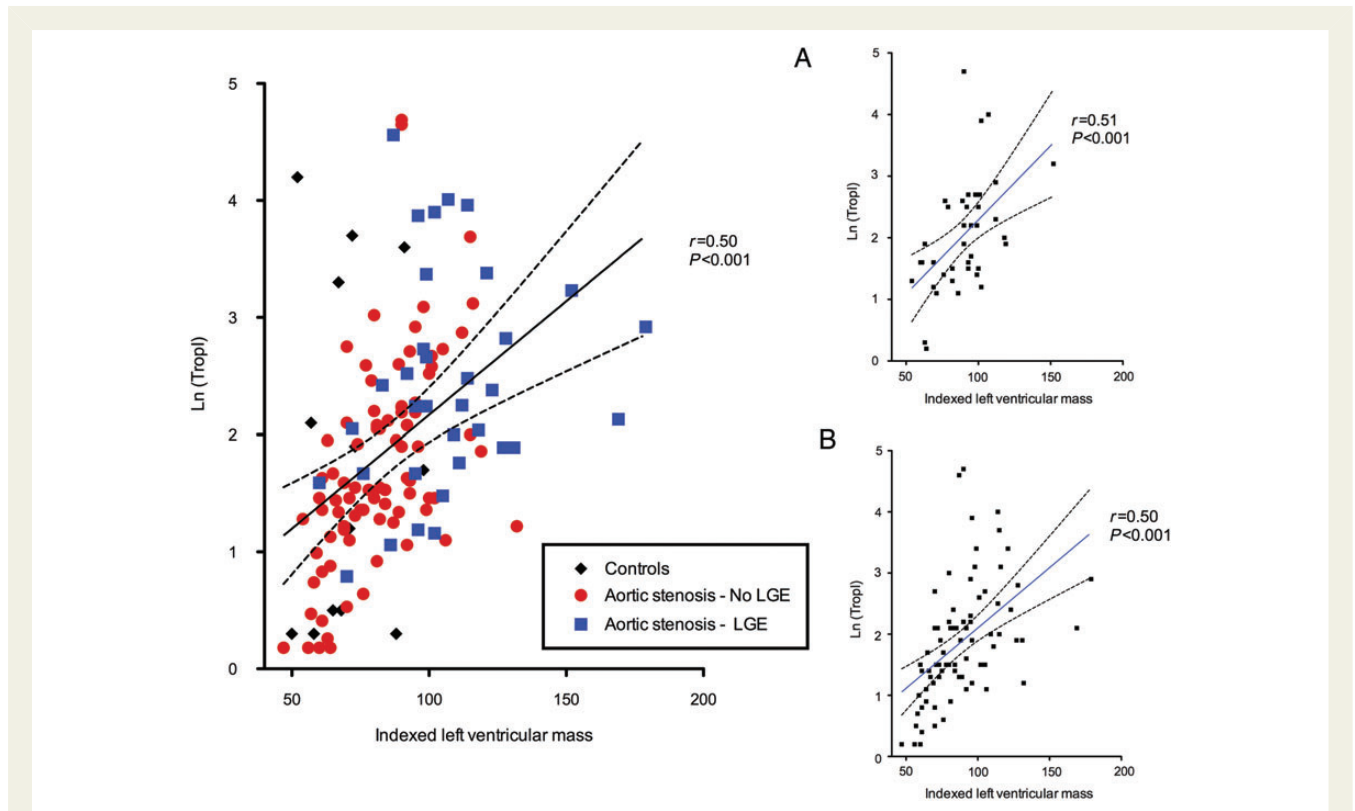 5
4
3
2
1
0
Ln (TropI)
50
100
150
200
Indexed left ventricular mass
r=0.50
P<0.001
Controls
Aortic stenosis - No LGE
Aortic stenosis - LGE
A
5
4
3
2
1
0
Ln (TropI)
50
100
150
200
Indexed left ventricular mass
r=0.51
P<0.001
B
5
4
3
2
1
0
Ln (TropI)
50
100
150
200
Indexed left ventricular mass
r=0.50
P<0.001